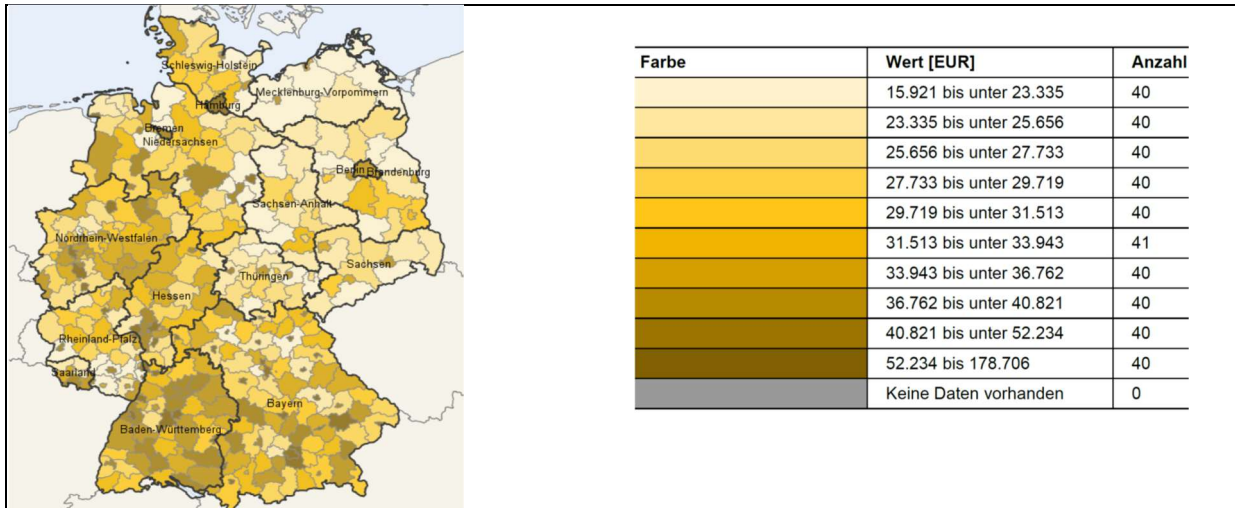 Schleswig-Holstein
Mecklenburg-Vorpommern
Hamburg
Bremen
Niedersachsen
Berlin
Brandenburg
Sachsen-Anhalt
Nordrhein-Westfalen
Sachsen
Thüringen
Hessen
Rheinland-Pfalz
Saarland
Bayern
Baden-Württemberg
Farbe Wert [EUR] Anzahl
15.921 bis unter 23.335 40
23.335 bis unter 25.656 40
25.656 bis unter 27.733 40
27.733 bis unter 29.719 40
29.719 bis unter 31.513 40
31.513 bis unter 33.943 41
33.943 bis unter 36.762 40
36.762 bis unter 40.821 40
40.821 bis unter 52.234 40
52.234 bis 178.706 40
Keine Daten vorhanden 0